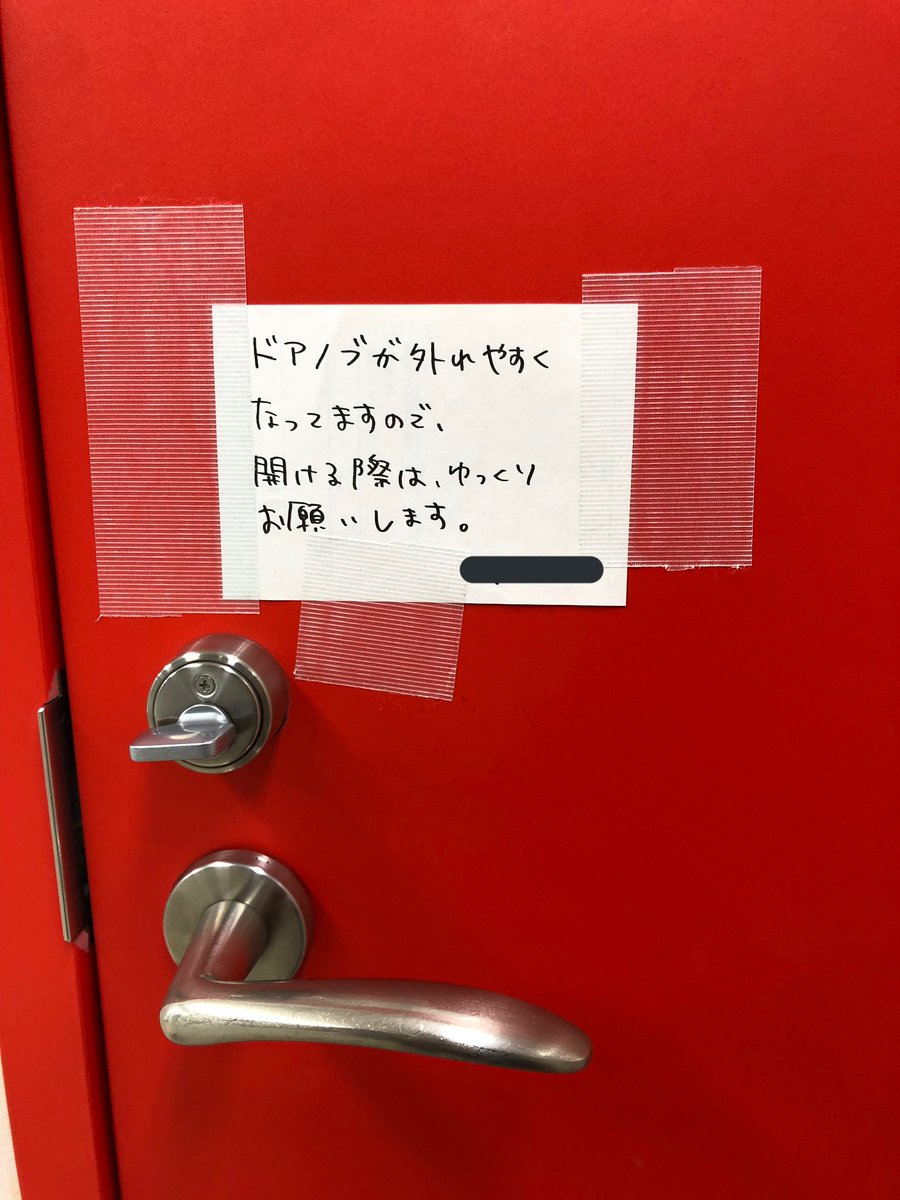 ドアノブが外れやすく
なってますので、
開ける際は、ゆっくり
お願いします。